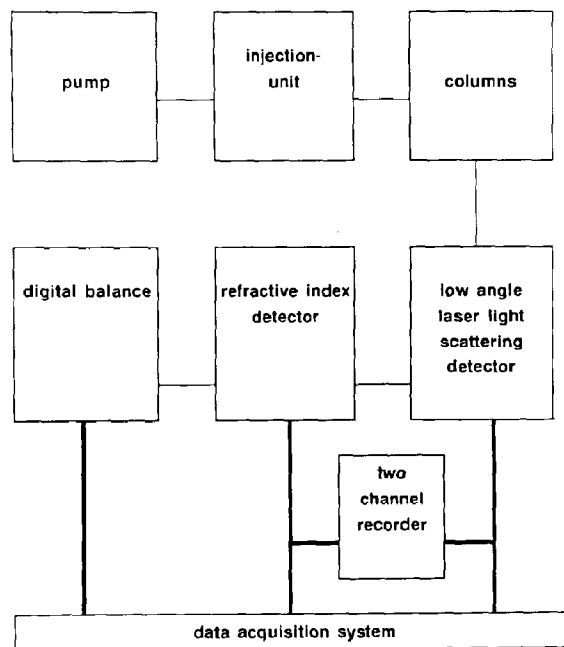 pump
injection-
unit
columns
digital balance
refractive index
detector
low angle
laser light
scattering
detector
two
channel
recorder
data acquisition system